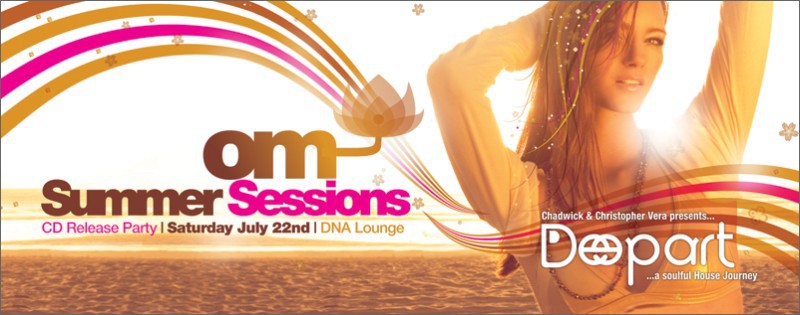 om
Summer Sessions
CD Release Party | Saturday July 22nd | DNA Lounge
Chadwick & Christopher Vera presents...
Deepart
...a soulful House Journey